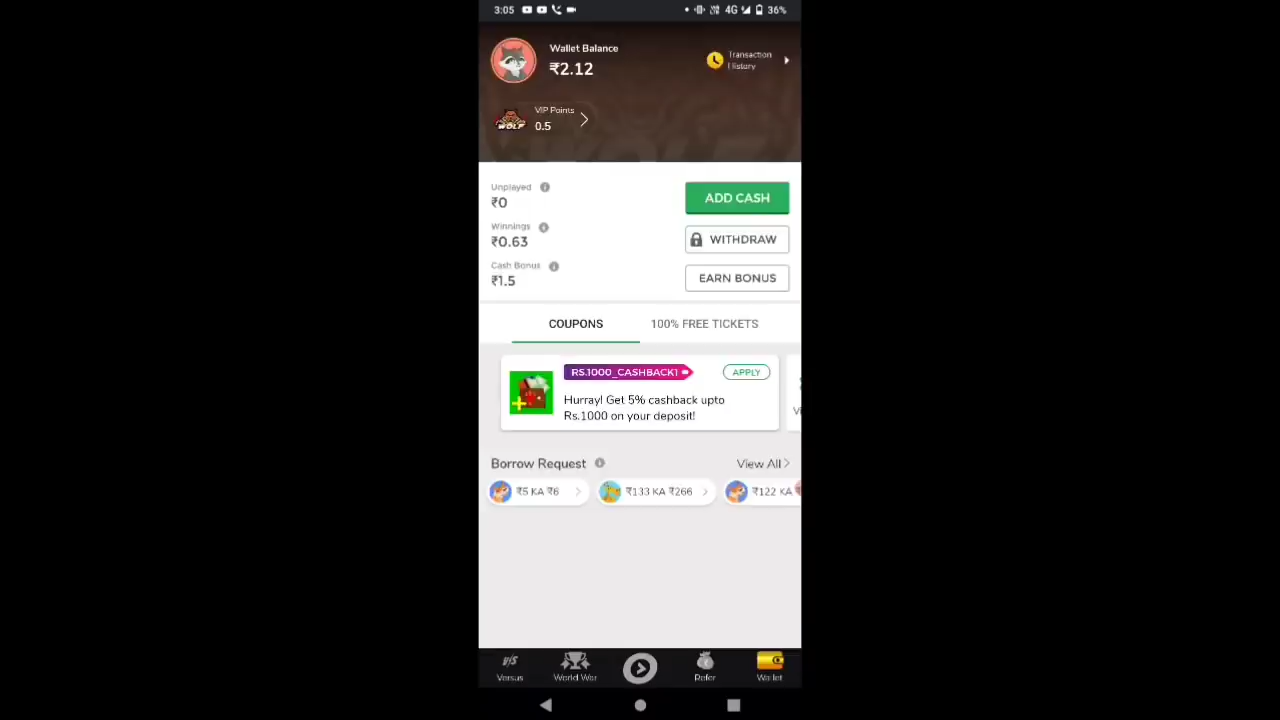 3:05 4G 36%
Wallet Balance
₹2.12
Transaction
History
VIP Points
0.5
WOLF
Unplayed
₹0
ADD CASH
Winnings
₹0.63
WITHDRAW
Cash Bonus
₹1.5
EARN BONUS
COUPONS 100% FREE TICKETS
RS.1000_CASHBACK1 APPLY
Hurray! Get 5% cashback upto
Rs.1000 on your deposit!
Borrow Request View All
₹5 KA ₹6 ₹133 KA ₹266 ₹122 KA
V/S
Versus World War Refer Wallet